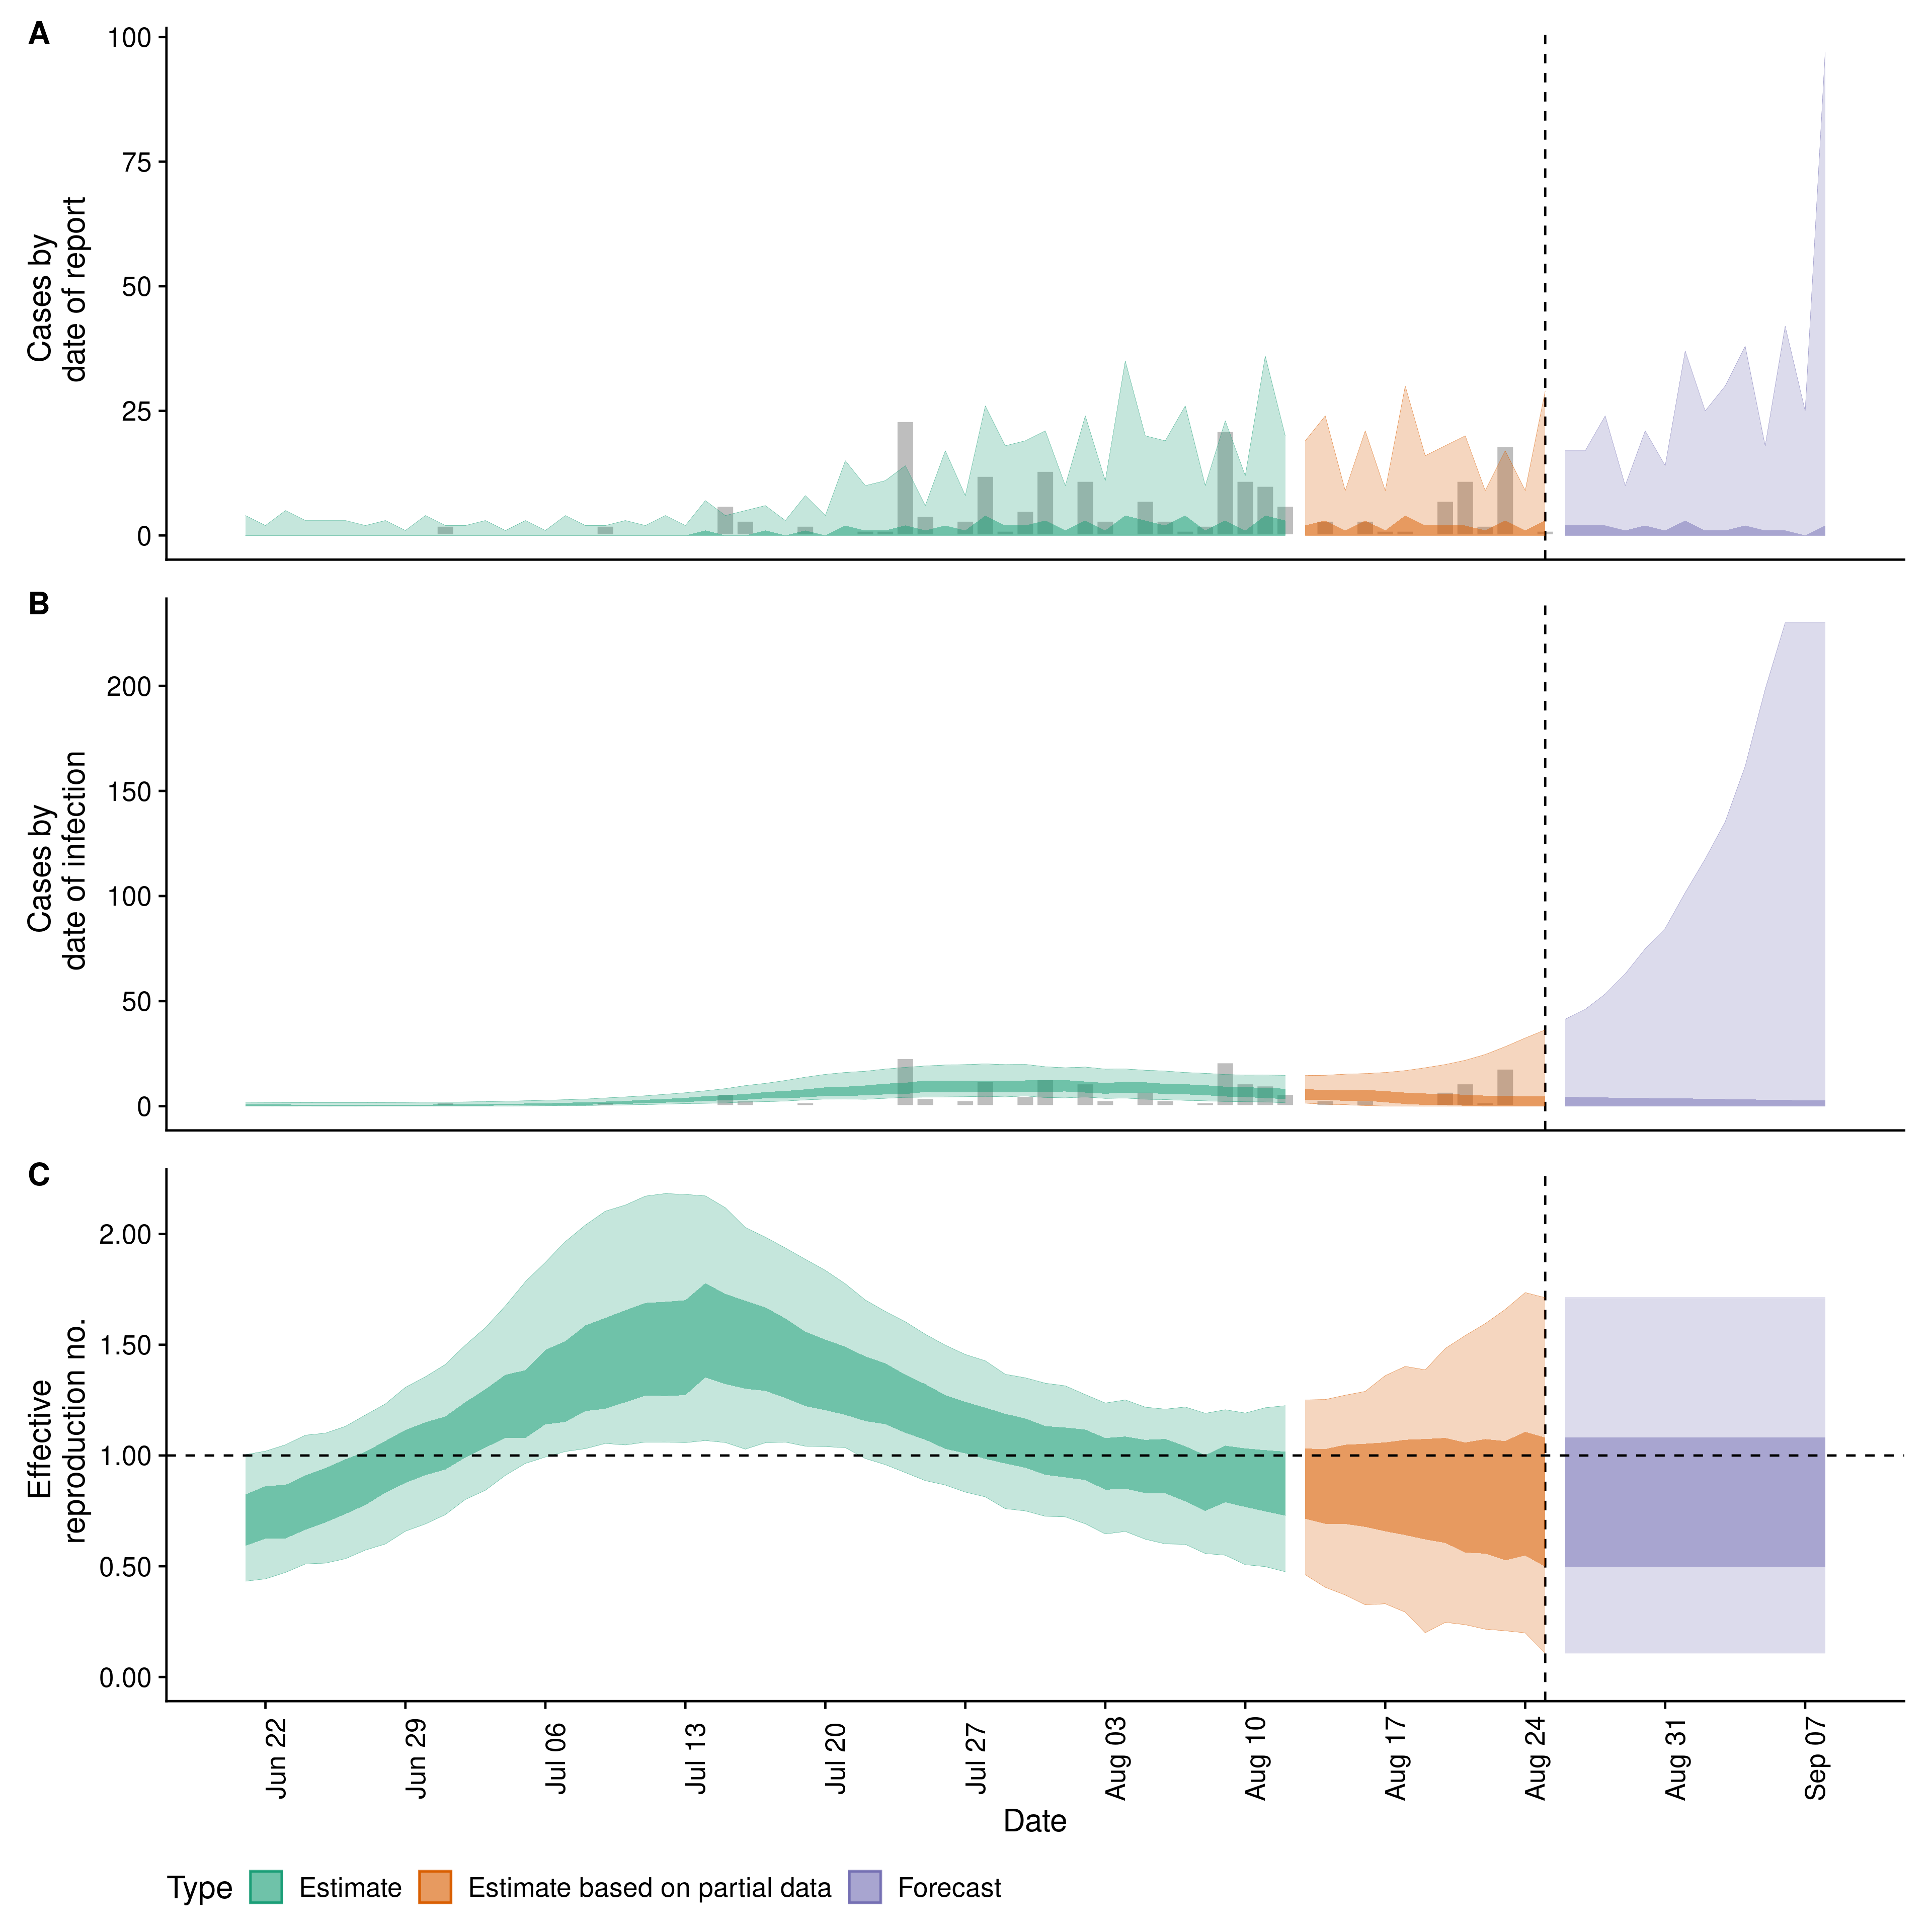 A
100
75
50
25
0
Cases by
date of report
B
200
150
100
50
0
Cases by
date of infection
C
2.00
1.50
1.00
0.50
0.00
Effective
reproduction no.
Jun 22
Jun 29
Jul 06
Jul 13
Jul 20
Jul 27
Aug 03
Aug 10
Aug 17
Aug 24
Aug 31
Sep 07
Date
Type
Estimate
Estimate based on partial data
Forecast